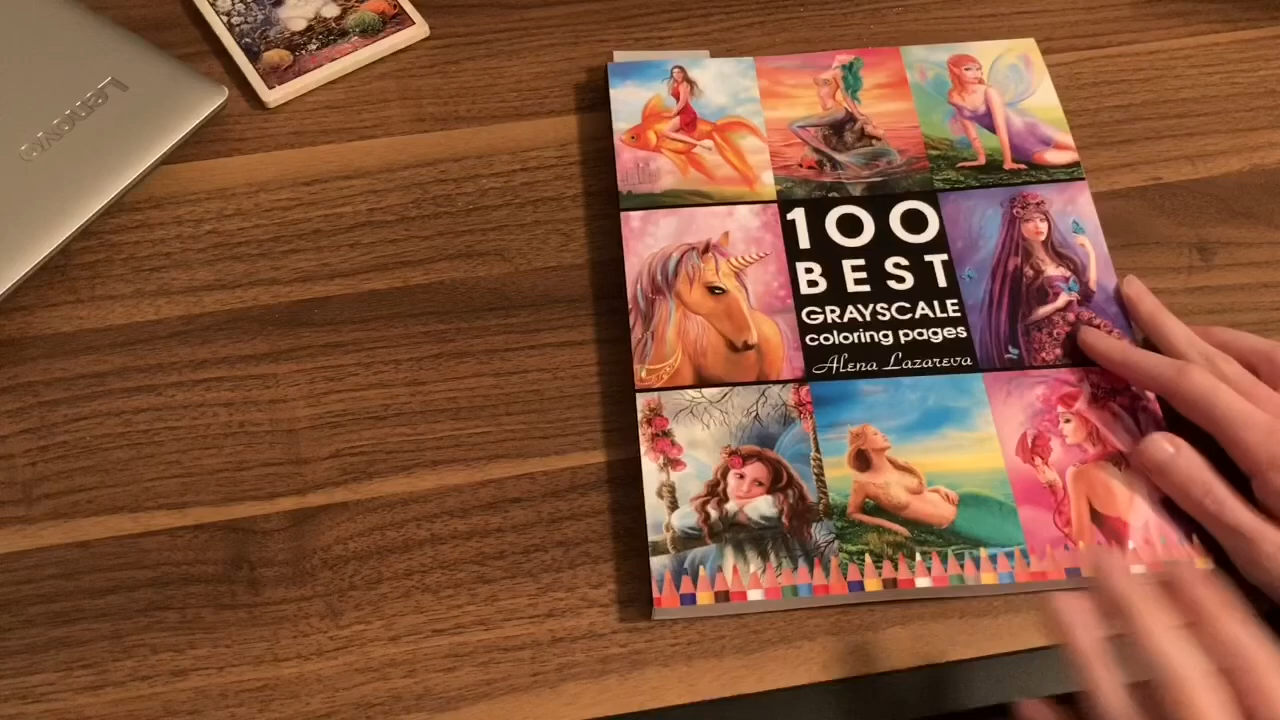 Lenovo
100
BEST
GRAYSCALE
coloring pages
Alena Lazareva